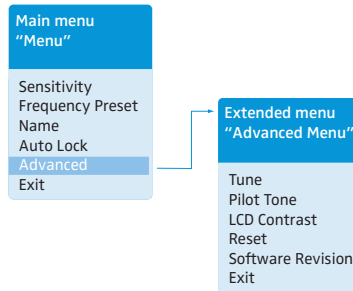 Main menu
“Menu”
Sensitivity
Frequency Preset
Name
Auto Lock
Advanced
Exit
Extended menu
“Advanced Menu”
Tune
Pilot Tone
LCD Contrast
Reset
Software Revision
Exit